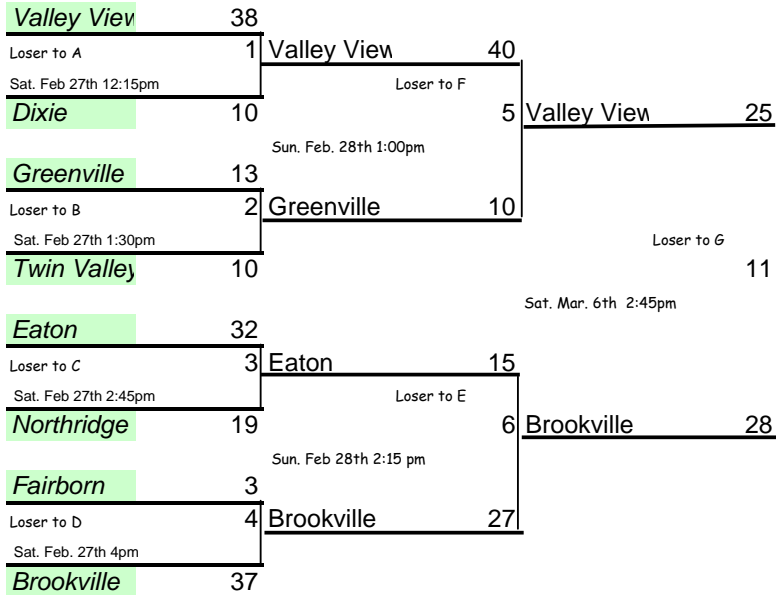 Valley View 38
Loser to A 1 Valley View 40
Sat. Feb 27th 12:15pm Loser to F
Dixie 10 5 Valley View 25
Sun. Feb. 28th 1:00pm
Greenville 13
Loser to B 2 Greenville 10
Sat. Feb 27th 1:30pm Loser to G
Twin Valley 10 11
Sat. Mar. 6th 2:45pm
Eaton 32
Loser to C 3 Eaton 15
Sat. Feb 27th 2:45pm Loser to E
Northridge 19 6 Brookville 28
Sun. Feb 28th 2:15 pm
Fairborn 3
Loser to D 4 Brookville 27
Sat. Feb. 27th 4pm
Brookville 37